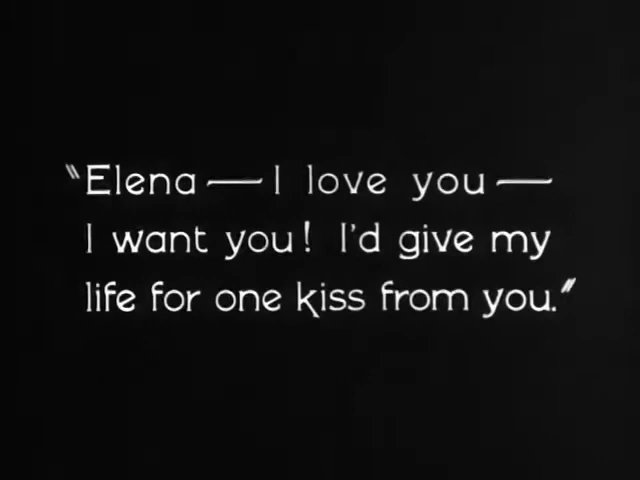 "Elena — I love you —
I want you! I'd give my
life for one kiss from you."